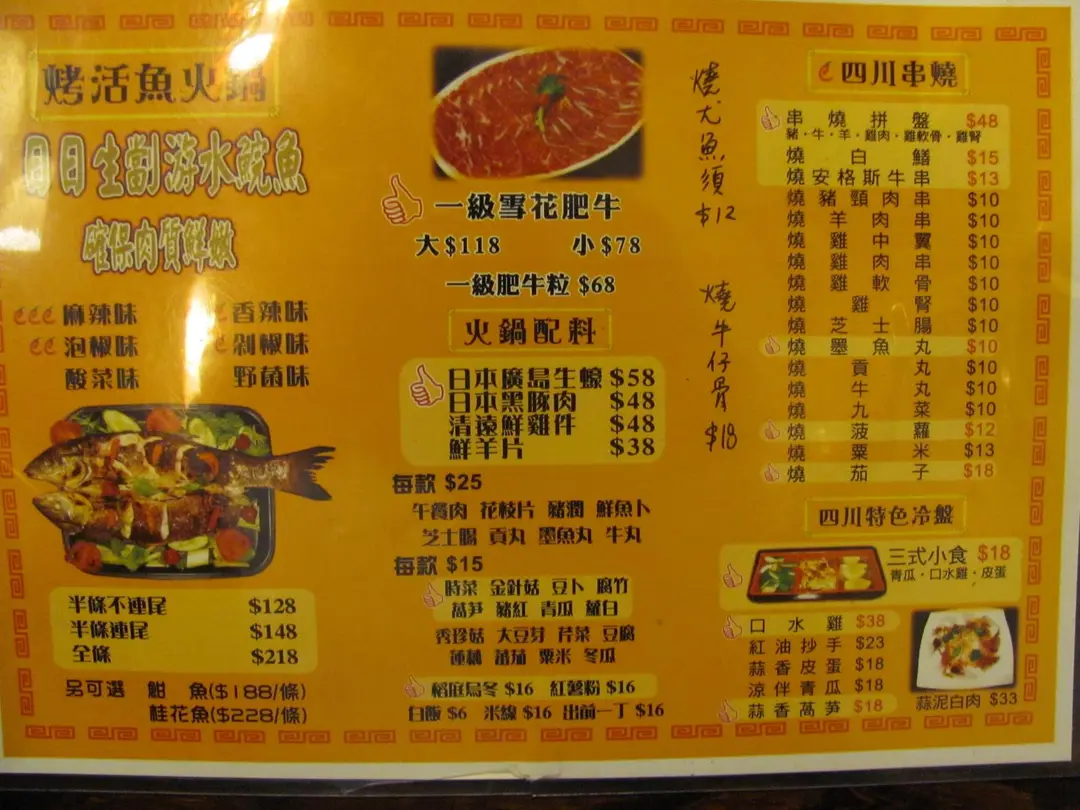 烤活魚火鍋
日日生劏游水鯇魚
確保肉質鮮嫩
麻辣味 香辣味
泡椒味 剁椒味
酸菜味 野菌味
半條不連尾 $128
半條連尾 $148
全條 $218
另可選 魽 魚($188/條)
桂花魚($228/條)
一級雪花肥牛
大$118 小$78
一級肥牛粒 $68
火鍋配料
日本廣島生蠔 $58
日本黑豚肉 $48
清遠鮮雞件 $48
鮮羊片 $38
每款 $25
午餐肉 花枝片 豬潤 鮮魚卜
芝士腸 貢丸 墨魚丸 牛丸
每款 $15
時菜 金針菇 豆卜 腐竹
萵笋 豬紅 青瓜 蘿白
秀珍菇 大豆芽 芹菜 豆腐
蓮藕 蕃茄 粟米 冬瓜
稻庭烏冬 $16 紅薯粉 $16
白飯 $6 米線 $16 出前一丁 $16
燒尤魚須 $12
燒牛仔骨 $18
四川串燒
串燒拼盤 $48
豬·牛·羊·雞肉·雞軟骨·雞腎
燒白鱔 $15
燒安格斯牛串 $13
燒豬頸肉串 $10
燒羊肉串 $10
燒雞中翼 $10
燒雞肉串 $10
燒雞軟骨 $10
燒雞腎 $10
燒芝士腸 $10
燒墨魚丸 $10
燒貢丸 $10
燒牛丸 $10
燒九菜 $10
燒菠蘿 $12
燒粟米 $13
燒茄子 $18
四川特色冷盤
三式小食 $18
青瓜·口水雞·皮蛋
口水雞 $38
紅油抄手 $23
蒜香皮蛋 $18
涼伴青瓜 $18
蒜香萵笋 $18
蒜泥白肉 $33